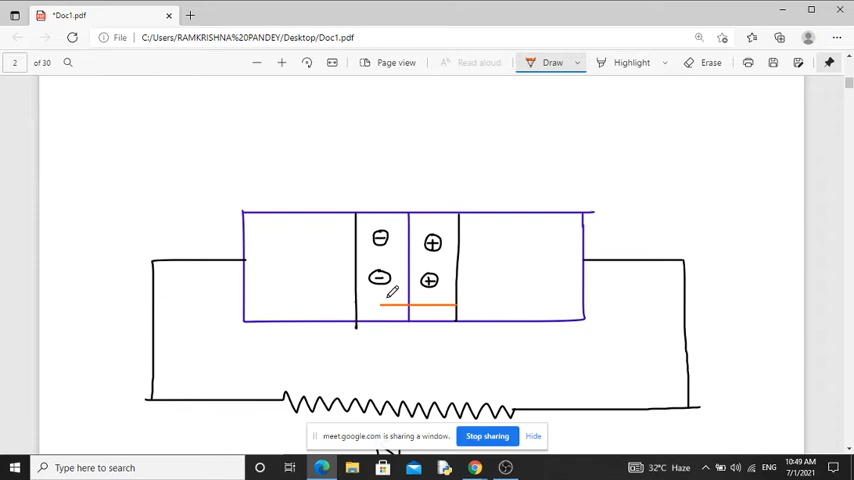 *Doc1.pdf
File C:/Users/RAMKRISHNA%20PANDEY/Desktop/Doc1.pdf
2 of 30 Page view Read aloud Draw Highlight Erase
− +
− +
meet.google.com is sharing a window. Stop sharing Hide
Type here to search 32°C Haze ENG 10:49 AM
7/1/2021